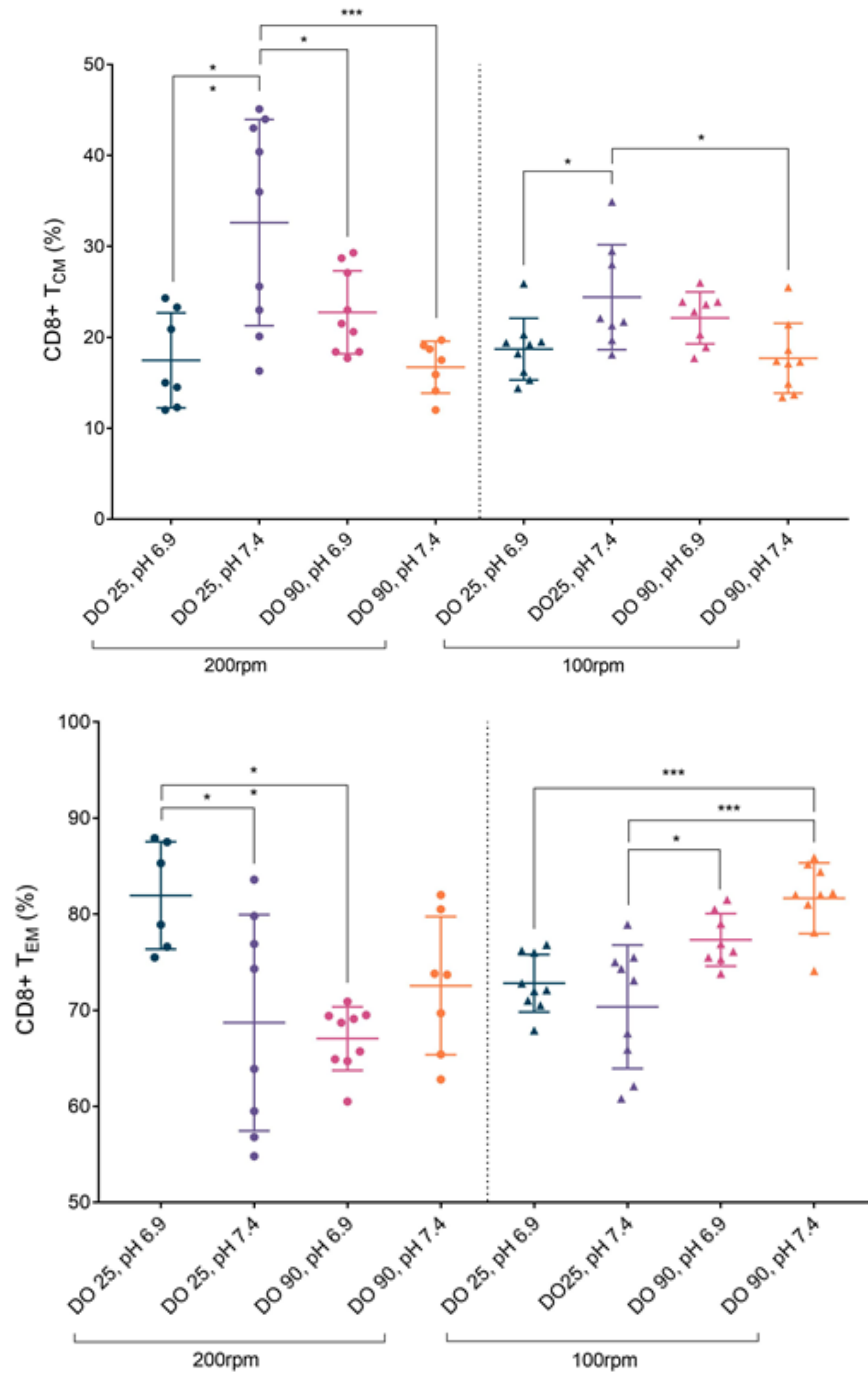 ***
*
*
*
*
*
50
40
30
20
10
0
CD8+ TCM (%)
DO 25, pH 6.9
DO 25, pH 7.4
DO 90, pH 6.9
DO 90, pH 7.4
DO 25, pH 6.9
DO25, pH 7.4
DO 90, pH 6.9
DO 90, pH 7.4
200rpm
100rpm
100
90
80
70
60
50
CD8+ TEM (%)
*
*
*
***
***
*
DO 25, pH 6.9
DO 25, pH 7.4
DO 90, pH 6.9
DO 90, pH 7.4
DO 25, pH 6.9
DO25, pH 7.4
DO 90, pH 6.9
DO 90, pH 7.4
200rpm
100rpm